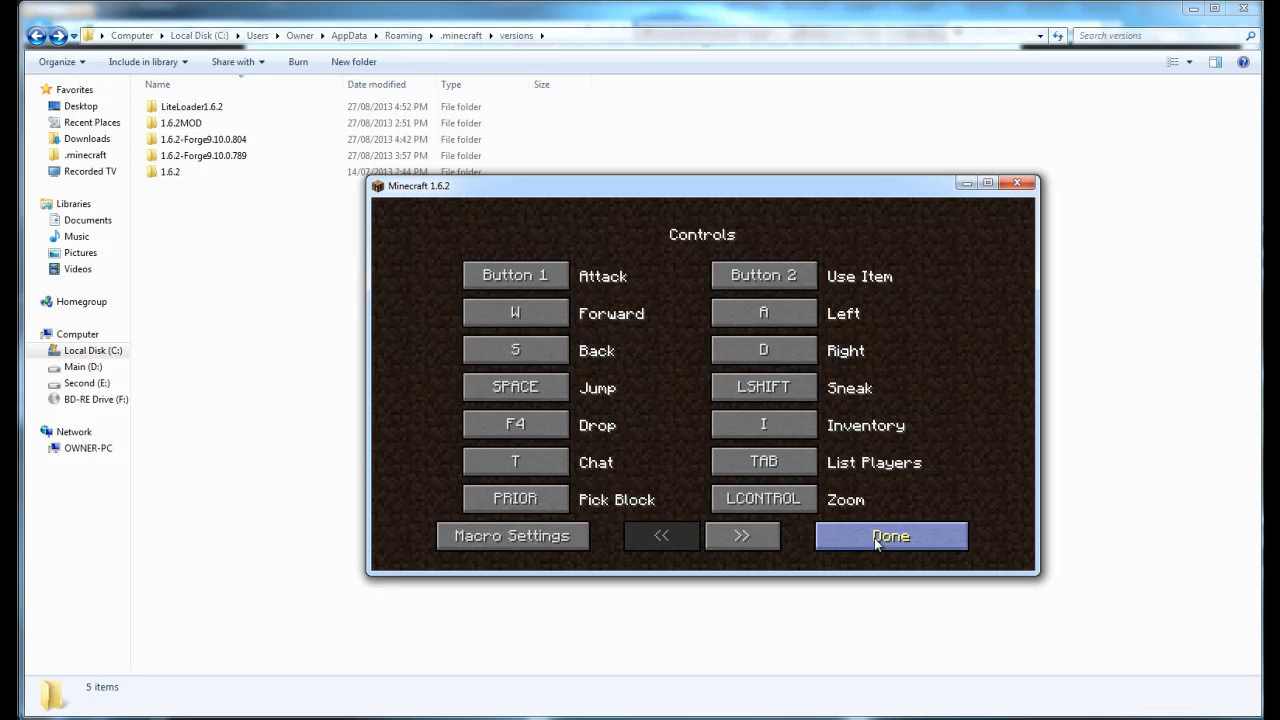 Computer Local Disk (C:) Users Owner AppData Roaming .minecraft versions Search versions
Organize Include in library Share with Burn New folder
Favorites
Desktop
Recent Places
Downloads
.minecraft
Recorded TV
Libraries
Documents
Music
Pictures
Videos
Homegroup
Computer
Local Disk (C:)
Main (D:)
Second (E:)
BD-RE Drive (F:)
Network
OWNER-PC
Name Date modified Type Size
LiteLoader1.6.2 27/08/2013 4:52 PM File folder
1.6.2MOD 27/08/2013 2:51 PM File folder
1.6.2-Forge9.10.0.804 27/08/2013 4:42 PM File folder
1.6.2-Forge9.10.0.789 27/08/2013 3:57 PM File folder
1.6.2 14/07/2013 2:44 PM File folder
Minecraft 1.6.2
Controls
Button 1 Attack Button 2 Use Item
W Forward A Left
S Back D Right
SPACE Jump LSHIFT Sneak
F4 Drop I Inventory
T Chat TAB List Players
PRIOR Pick Block LCONTROL Zoom
Macro Settings << >> Done
5 items